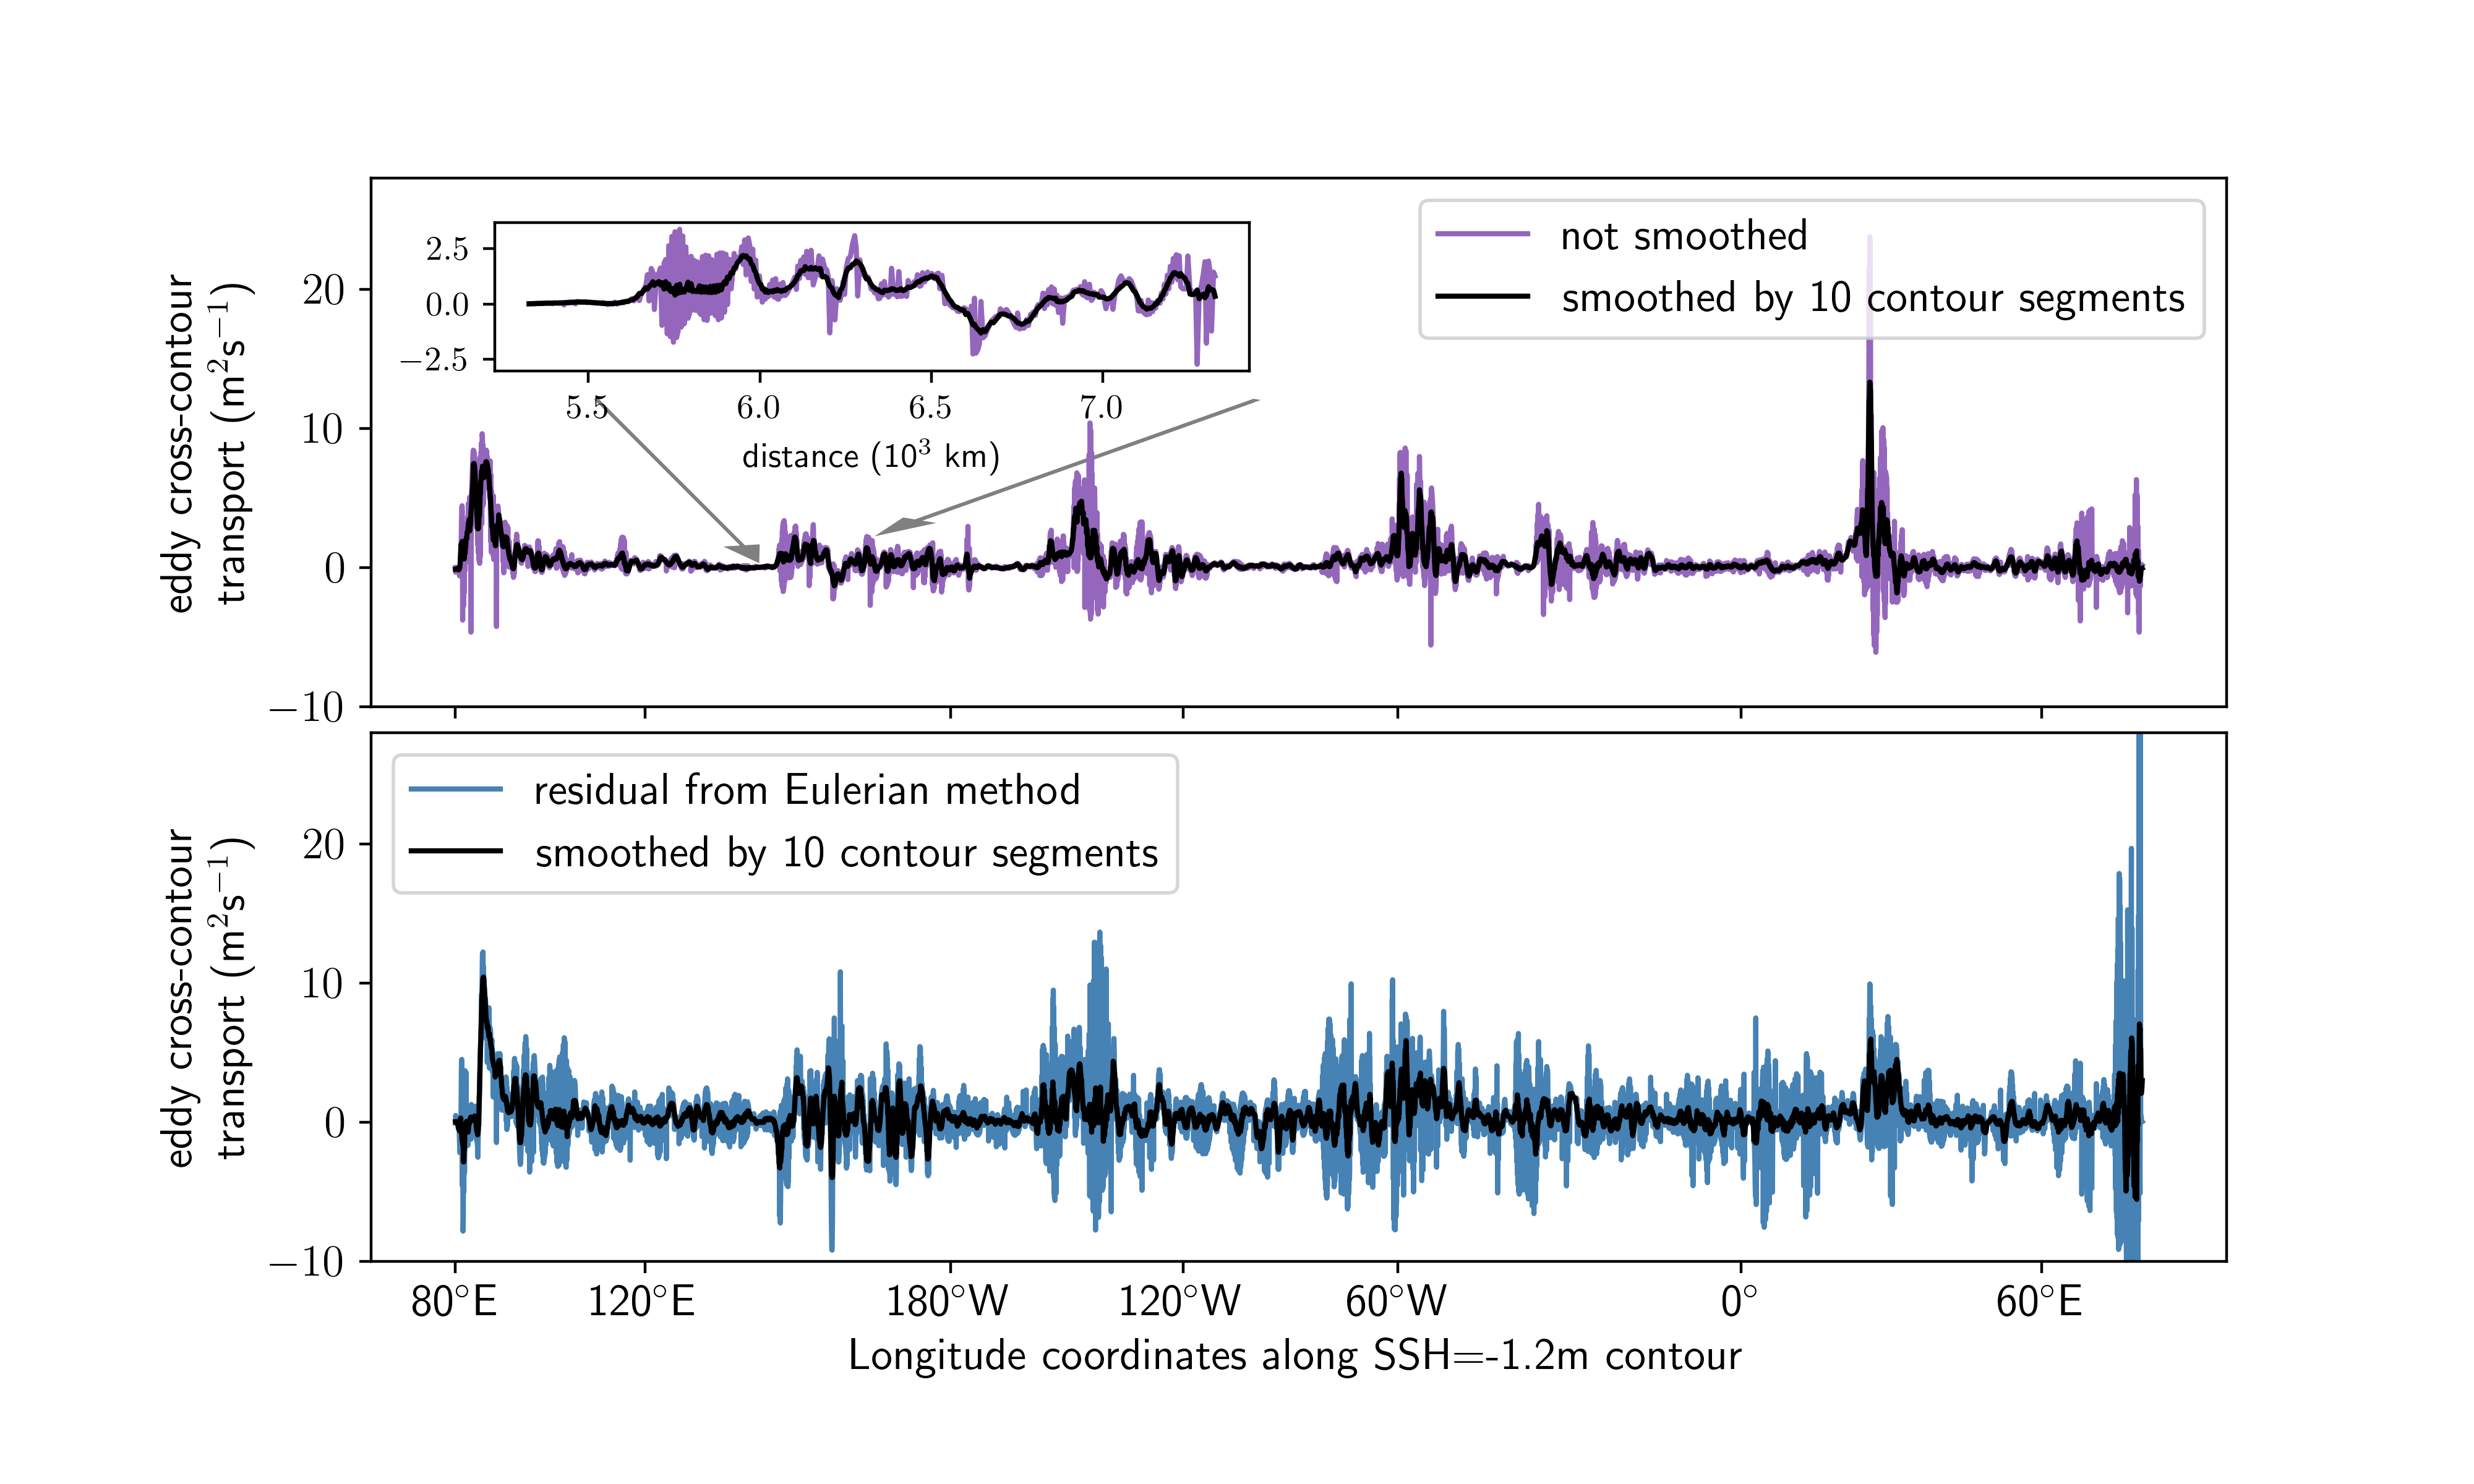 eddy cross-contour
transport (m²s⁻¹)
20
10
0
−10
2.5
0.0
−2.5
5.5
6.0
6.5
7.0
distance (10³ km)
not smoothed
smoothed by 10 contour segments
eddy cross-contour
transport (m²s⁻¹)
20
10
0
−10
residual from Eulerian method
smoothed by 10 contour segments
80°E
120°E
180°W
120°W
60°W
0°
60°E
Longitude coordinates along SSH=-1.2m contour